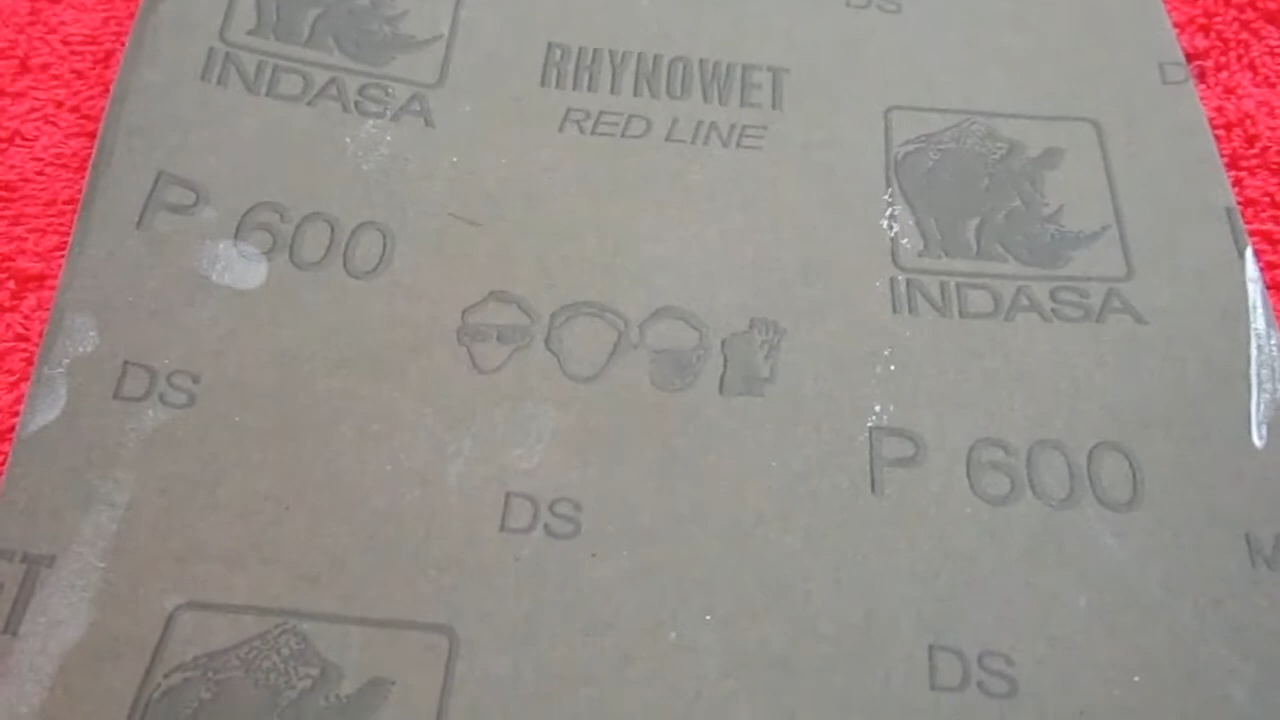 DS
INDASA
RHYNOWET
RED LINE
P 600
INDASA
DS
P 600
DS
DS